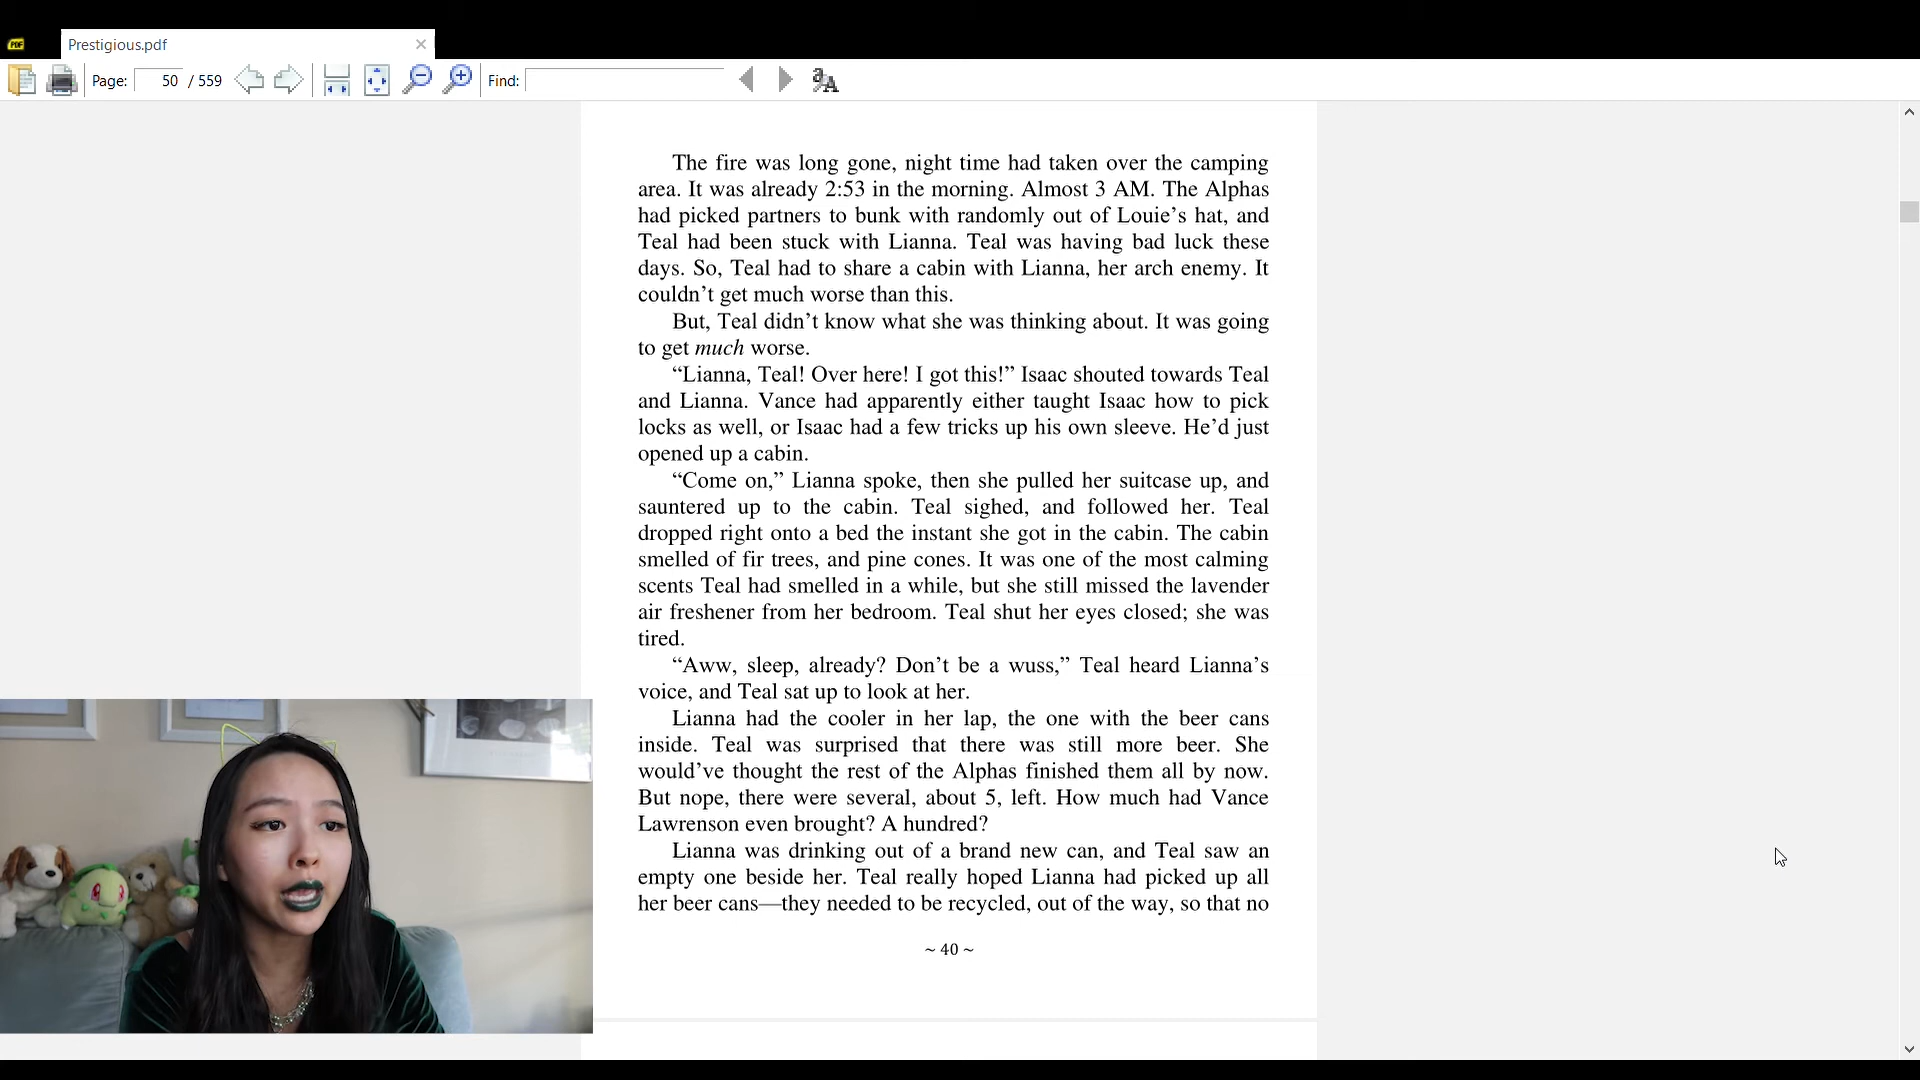 PDF
Prestigious.pdf
Page: 50 / 559 Find:
The fire was long gone, night time had taken over the camping
area. It was already 2:53 in the morning. Almost 3 AM. The Alphas
had picked partners to bunk with randomly out of Louie’s hat, and
Teal had been stuck with Lianna. Teal was having bad luck these
days. So, Teal had to share a cabin with Lianna, her arch enemy. It
couldn’t get much worse than this.
But, Teal didn’t know what she was thinking about. It was going
to get much worse.
“Lianna, Teal! Over here! I got this!” Isaac shouted towards Teal
and Lianna. Vance had apparently either taught Isaac how to pick
locks as well, or Isaac had a few tricks up his own sleeve. He’d just
opened up a cabin.
“Come on,” Lianna spoke, then she pulled her suitcase up, and
sauntered up to the cabin. Teal sighed, and followed her. Teal
dropped right onto a bed the instant she got in the cabin. The cabin
smelled of fir trees, and pine cones. It was one of the most calming
scents Teal had smelled in a while, but she still missed the lavender
air freshener from her bedroom. Teal shut her eyes closed; she was
tired.
“Aww, sleep, already? Don’t be a wuss,” Teal heard Lianna’s
voice, and Teal sat up to look at her.
Lianna had the cooler in her lap, the one with the beer cans
inside. Teal was surprised that there was still more beer. She
would’ve thought the rest of the Alphas finished them all by now.
But nope, there were several, about 5, left. How much had Vance
Lawrenson even brought? A hundred?
Lianna was drinking out of a brand new can, and Teal saw an
empty one beside her. Teal really hoped Lianna had picked up all
her beer cans—they needed to be recycled, out of the way, so that no
~ 40 ~